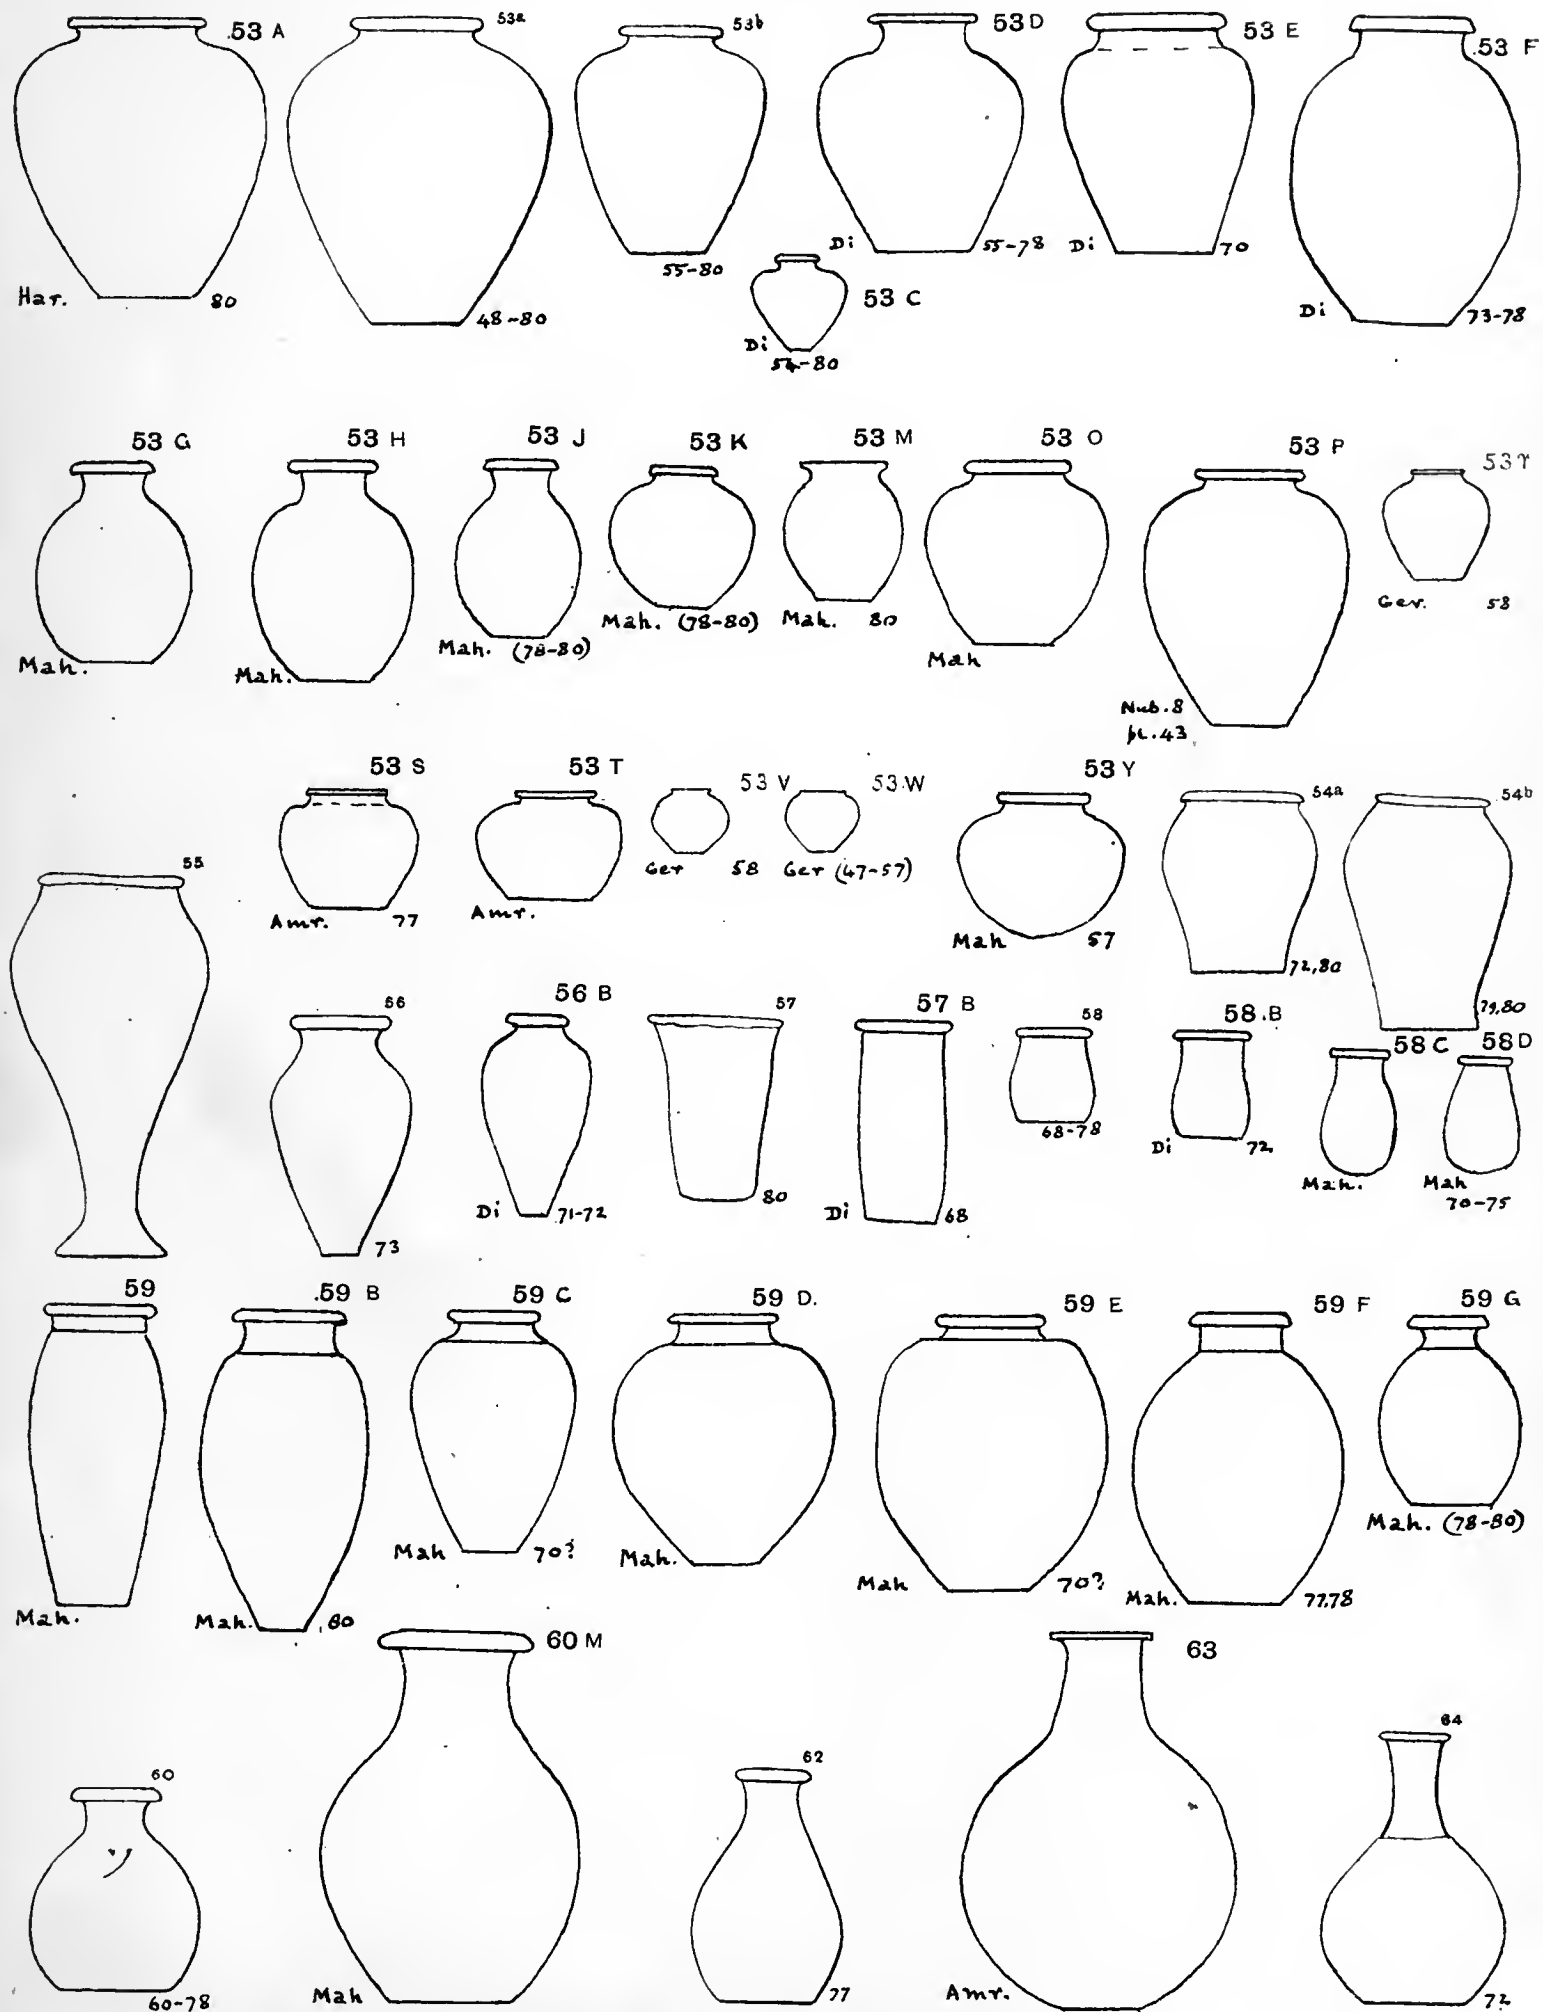 53 A
53a
53b
53 D
53 E
53 F
Har.
80
48-80
55-80
Di
55-78
Di
70
Di
73-78
53 C
Di
54-80
53 G
53 H
53 J
53 K
53 M
53 O
53 P
53 r
Mah.
Mah.
Mah. (78-80)
Mah. (78-80)
Mah. 80
Mah
Nub. 8
pl. 43
Ger. 58
53 S
53 T
53 V
53 W
53 Y
54a
54b
Amr. 77
Amr.
Ger 58
Ger (47-57)
Mah 57
72,80
79,80
55
56
56 B
57
57 B
58
58 B
58 C
58 D
73
Di 71-72
80
Di 68
68-78
Di 72
Mah.
Mah
70-75
59
59 B
59 C
59 D.
59 E
59 F
59 G
Mah.
Mah. 80
Mah 70?
Mah.
Mah 70?
Mah. 77,78
Mah. (78-80)
60
60 M
62
63
64
60-78
Mah
77
Amr.
72